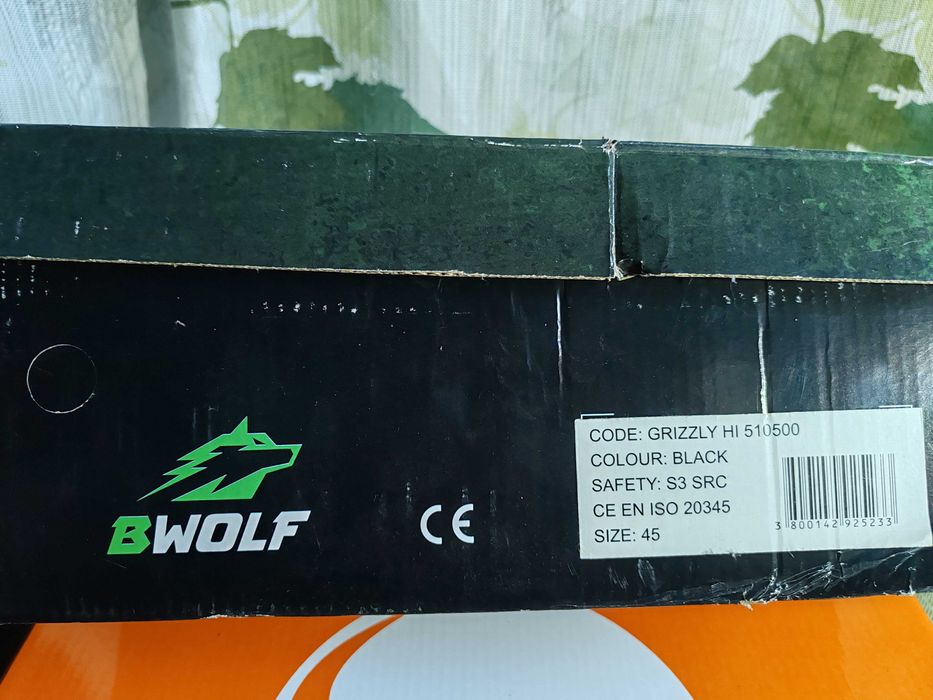 BWOLF
CE
CODE: GRIZZLY HI 510500
COLOUR: BLACK
SAFETY: S3 SRC
CE EN ISO 20345
SIZE: 45
3 800142 925233